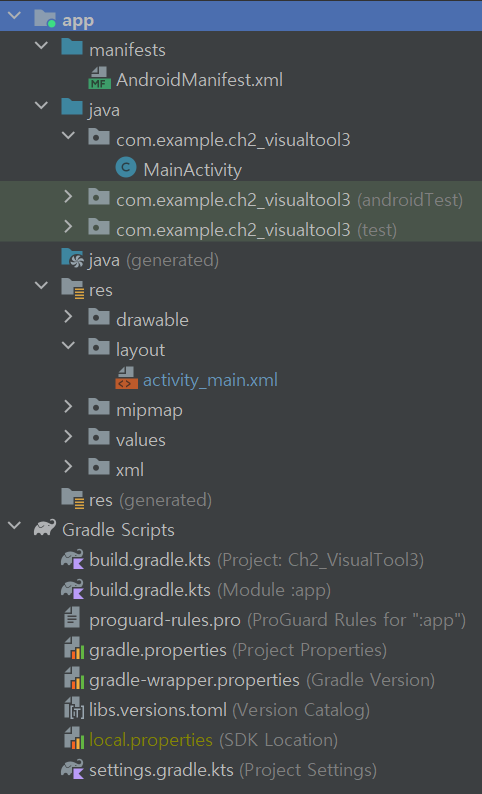 app
manifests
AndroidManifest.xml
java
com.example.ch2_visualtool3
MainActivity
com.example.ch2_visualtool3 (androidTest)
com.example.ch2_visualtool3 (test)
java (generated)
res
drawable
layout
activity_main.xml
mipmap
values
xml
res (generated)
Gradle Scripts
build.gradle.kts (Project: Ch2_VisualTool3)
build.gradle.kts (Module :app)
proguard-rules.pro (ProGuard Rules for ":app")
gradle.properties (Project Properties)
gradle-wrapper.properties (Gradle Version)
libs.versions.toml (Version Catalog)
local.properties (SDK Location)
settings.gradle.kts (Project Settings)